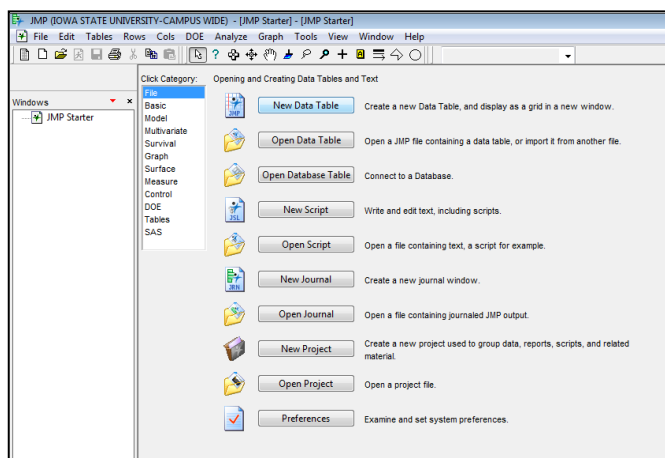 JMP (IOWA STATE UNIVERSITY-CAMPUS WIDE) - [JMP Starter] - [JMP Starter]
File Edit Tables Rows Cols DOE Analyze Graph Tools View Window Help
Click Category: Opening and Creating Data Tables and Text
Windows
JMP Starter
File
Basic
Model
Multivariate
Survival
Graph
Surface
Measure
Control
DOE
Tables
SAS
JMP New Data Table Create a new Data Table, and display as a grid in a new window.
Open Data Table Open a JMP file containing a data table, or import it from another file.
Open Database Table Connect to a Database.
JSL New Script Write and edit text, including scripts.
Open Script Open a file containing text, a script for example.
JRN New Journal Create a new journal window.
Open Journal Open a file containing journaled JMP output.
New Project Create a new project used to group data, reports, scripts, and related
material.
Open Project Open a project file.
Preferences Examine and set system preferences.